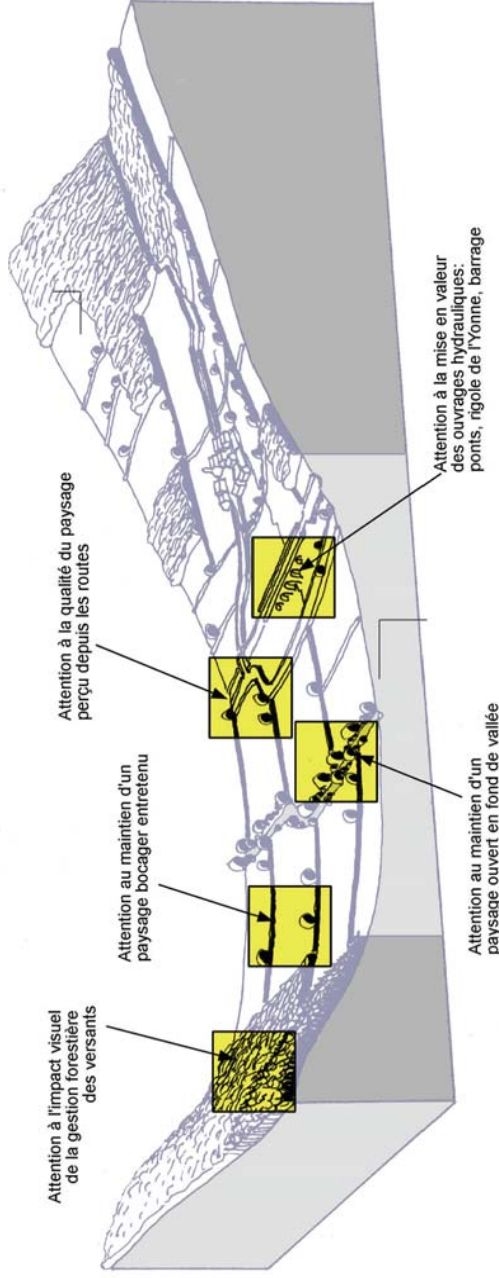 Attention à l'impact visuel
de la gestion forestière
des versants
Attention au maintien d'un
paysage bocager entretenu
Attention à la qualité du paysage
perçu depuis les routes
Attention au maintien d'un
paysage ouvert en fond de vallée
Attention à la mise en valeur
des ouvrages hydrauliques:
ponts, rigole de l'Yonne, barrage